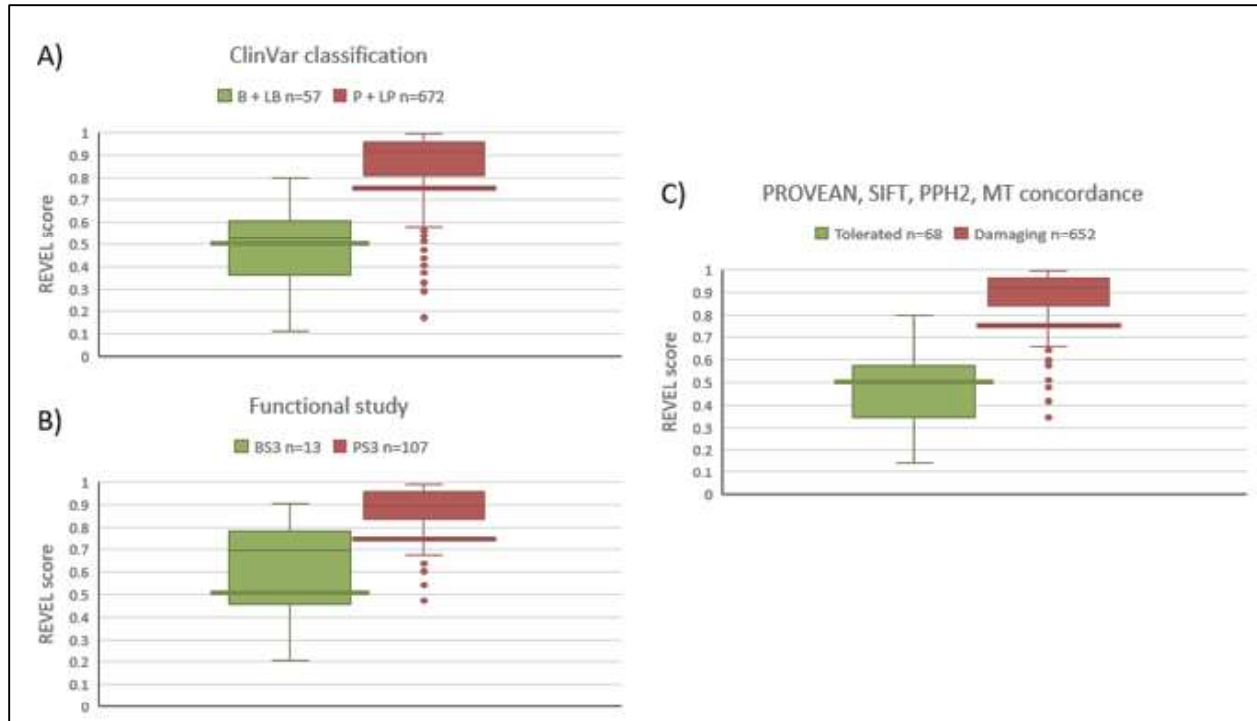 A)
ClinVar classification
B + LB n=57 P + LP n=672
REVEL score
1
0.9
0.8
0.7
0.6
0.5
0.4
0.3
0.2
0.1
0
B)
Functional study
BS3 n=13 PS3 n=107
REVEL score
1
0.9
0.8
0.7
0.6
0.5
0.4
0.3
0.2
0.1
0
C)
PROVEAN, SIFT, PPH2, MT concordance
Tolerated n=68 Damaging n=652
REVEL score
1
0.9
0.8
0.7
0.6
0.5
0.4
0.3
0.2
0.1
0